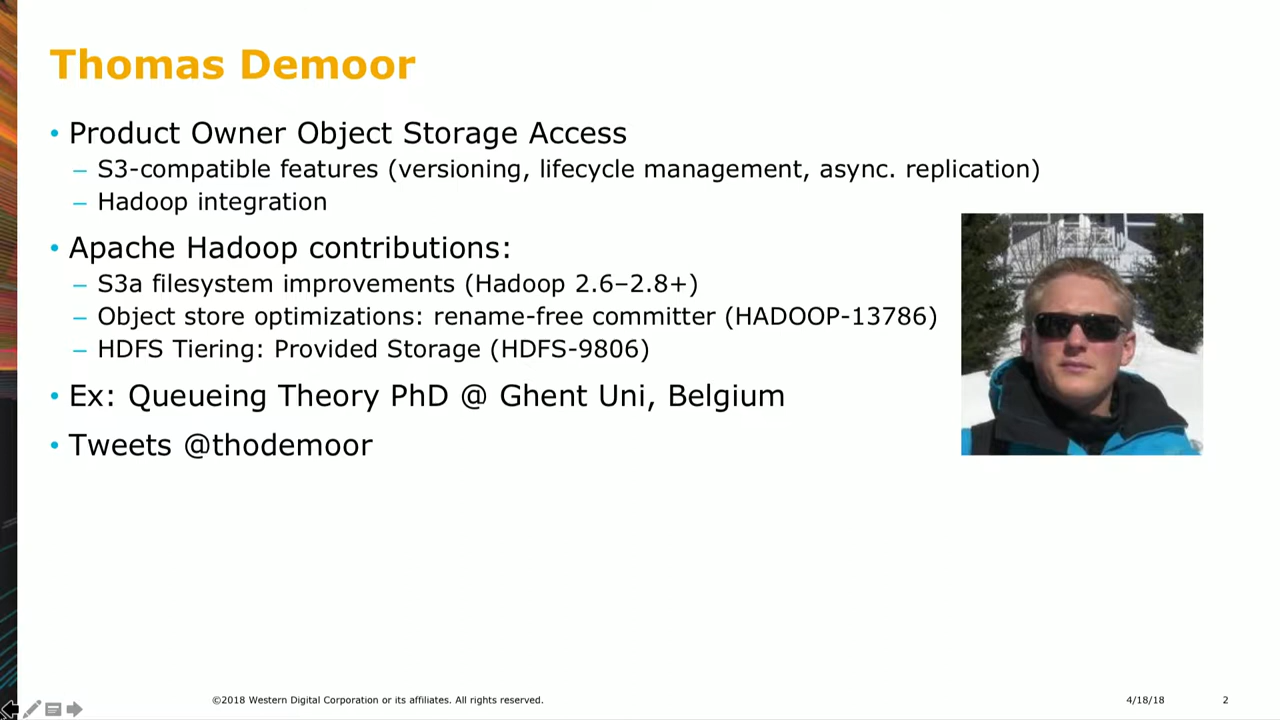 Thomas Demoor
• Product Owner Object Storage Access
– S3-compatible features (versioning, lifecycle management, async. replication)
– Hadoop integration
• Apache Hadoop contributions:
– S3a filesystem improvements (Hadoop 2.6–2.8+)
– Object store optimizations: rename-free committer (HADOOP-13786)
– HDFS Tiering: Provided Storage (HDFS-9806)
• Ex: Queueing Theory PhD @ Ghent Uni, Belgium
• Tweets @thodemoor
©2018 Western Digital Corporation or its affiliates. All rights reserved.
4/18/18
2